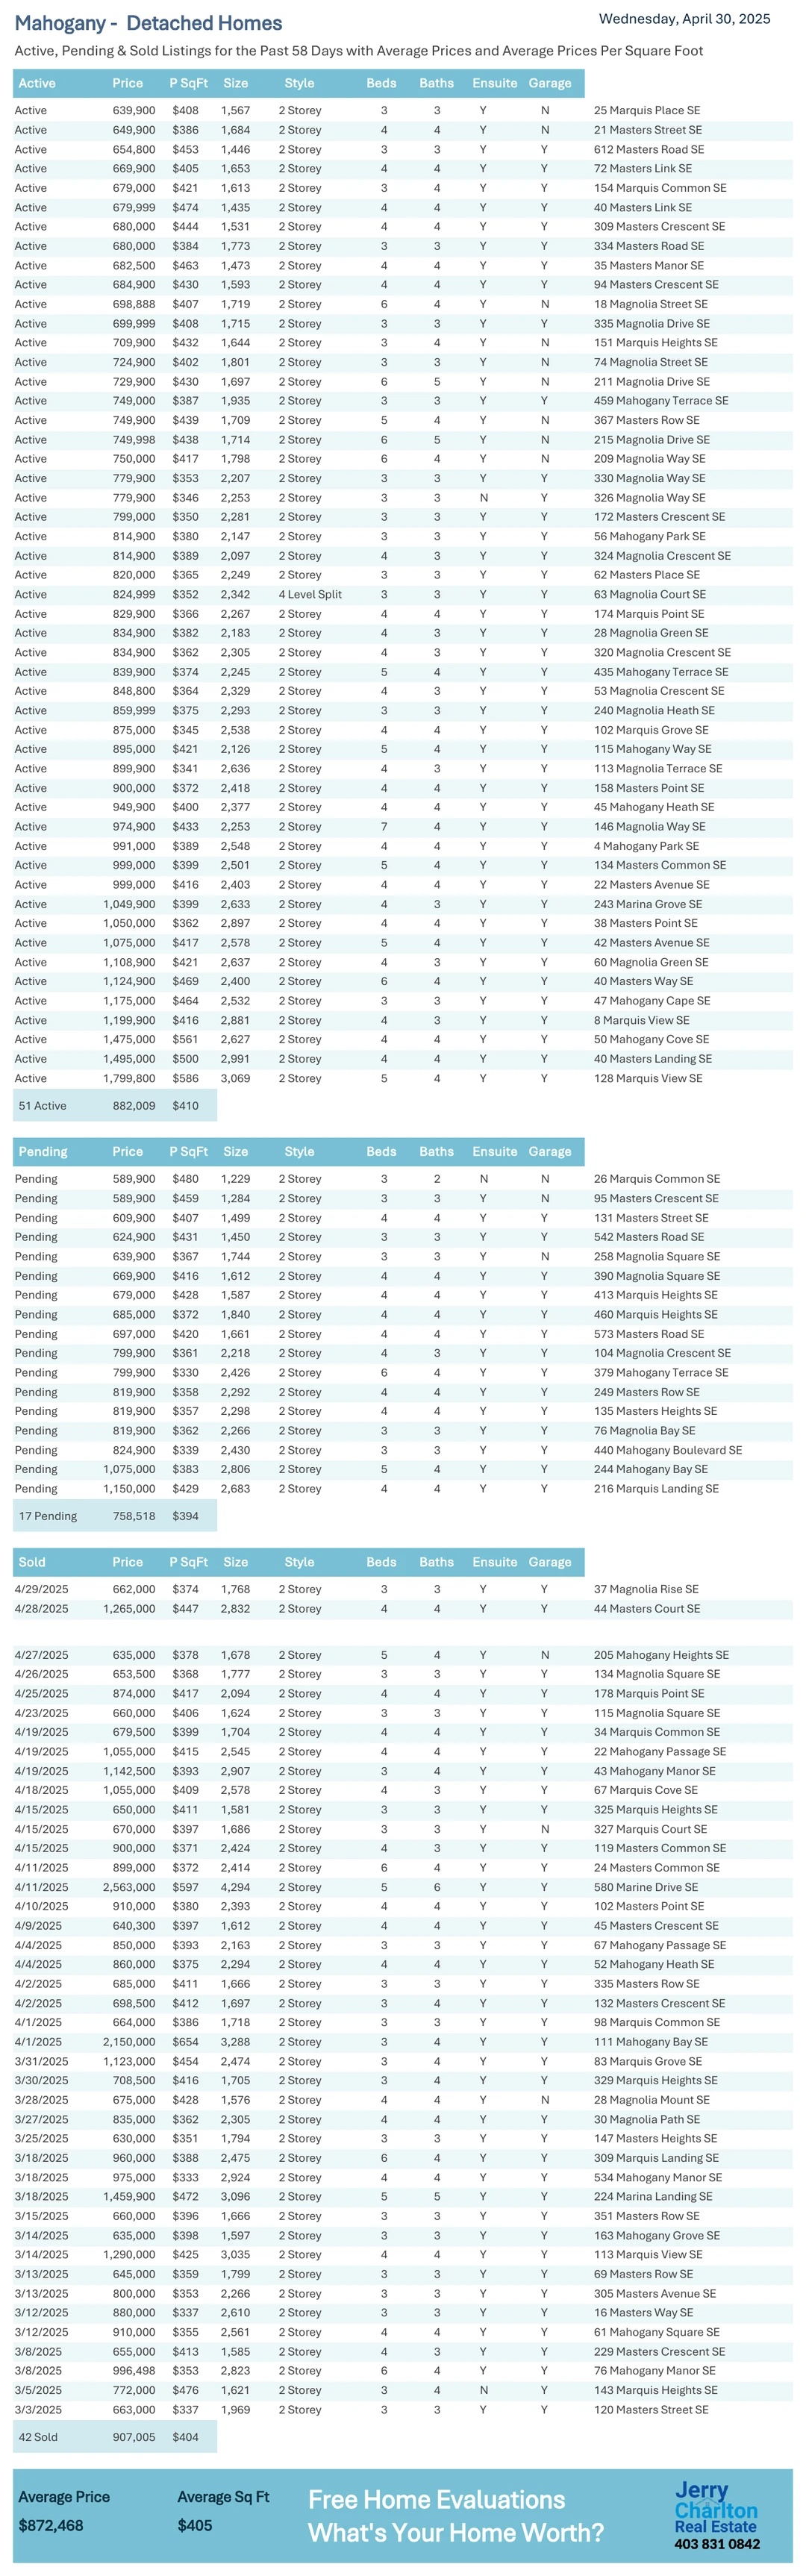 Mahogany - Detached Homes Wednesday, April 30, 2025
Active, Pending & Sold Listings for the Past 58 Days with Average Prices and Average Prices Per Square Foot
Active Price P SqFt Size Style Beds Baths Ensuite Garage
Active 639,900 $408 1,567 2 Storey 3 3 Y N 25 Marquis Place SE
Active 649,900 $386 1,684 2 Storey 4 4 Y N 21 Masters Street SE
Active 654,800 $453 1,446 2 Storey 3 3 Y Y 612 Masters Road SE
Active 669,900 $405 1,653 2 Storey 4 4 Y Y 72 Masters Link SE
Active 679,000 $421 1,613 2 Storey 3 4 Y Y 154 Marquis Common SE
Active 679,999 $474 1,435 2 Storey 4 4 Y Y 40 Masters Link SE
Active 680,000 $444 1,531 2 Storey 4 4 Y Y 309 Masters Crescent SE
Active 680,000 $384 1,773 2 Storey 3 3 Y Y 334 Masters Road SE
Active 682,500 $463 1,473 2 Storey 4 4 Y Y 35 Masters Manor SE
Active 684,900 $430 1,593 2 Storey 4 4 Y Y 94 Masters Crescent SE
Active 698,888 $407 1,719 2 Storey 6 4 Y N 18 Magnolia Street SE
Active 699,999 $408 1,715 2 Storey 3 3 Y Y 335 Magnolia Drive SE
Active 709,900 $432 1,644 2 Storey 3 4 Y N 151 Marquis Heights SE
Active 724,900 $402 1,801 2 Storey 3 3 Y N 74 Magnolia Street SE
Active 729,900 $430 1,697 2 Storey 6 5 Y N 211 Magnolia Drive SE
Active 749,000 $387 1,935 2 Storey 3 3 Y Y 459 Mahogany Terrace SE
Active 749,900 $439 1,709 2 Storey 5 4 Y N 367 Masters Row SE
Active 749,998 $438 1,714 2 Storey 6 5 Y N 215 Magnolia Drive SE
Active 750,000 $417 1,798 2 Storey 6 4 Y N 209 Magnolia Way SE
Active 779,900 $353 2,207 2 Storey 3 3 Y Y 330 Magnolia Way SE
Active 779,900 $346 2,253 2 Storey 3 3 N Y 326 Magnolia Way SE
Active 799,000 $350 2,281 2 Storey 3 3 Y Y 172 Masters Crescent SE
Active 814,900 $380 2,147 2 Storey 3 3 Y Y 56 Mahogany Park SE
Active 814,900 $389 2,097 2 Storey 4 3 Y Y 324 Magnolia Crescent SE
Active 820,000 $365 2,249 2 Storey 3 3 Y Y 62 Masters Place SE
Active 824,999 $352 2,342 4 Level Split 3 3 Y Y 63 Magnolia Court SE
Active 829,900 $366 2,267 2 Storey 4 4 Y Y 174 Marquis Point SE
Active 834,900 $382 2,183 2 Storey 4 3 Y Y 28 Magnolia Green SE
Active 834,900 $362 2,305 2 Storey 4 3 Y Y 320 Magnolia Crescent SE
Active 839,900 $374 2,245 2 Storey 5 4 Y Y 435 Mahogany Terrace SE
Active 848,800 $364 2,329 2 Storey 4 3 Y Y 53 Magnolia Crescent SE
Active 859,999 $375 2,293 2 Storey 3 3 Y Y 240 Magnolia Heath SE
Active 875,000 $345 2,538 2 Storey 4 4 Y Y 102 Marquis Grove SE
Active 895,000 $421 2,126 2 Storey 5 4 Y Y 115 Mahogany Way SE
Active 899,900 $341 2,636 2 Storey 4 3 Y Y 113 Magnolia Terrace SE
Active 900,000 $372 2,418 2 Storey 4 4 Y Y 158 Masters Point SE
Active 949,900 $400 2,377 2 Storey 4 4 Y Y 45 Mahogany Heath SE
Active 974,900 $433 2,253 2 Storey 7 4 Y Y 146 Magnolia Way SE
Active 991,000 $389 2,548 2 Storey 4 4 Y Y 4 Mahogany Park SE
Active 999,000 $399 2,501 2 Storey 5 4 Y Y 134 Masters Common SE
Active 999,000 $416 2,403 2 Storey 4 4 Y Y 22 Masters Avenue SE
Active 1,049,900 $399 2,633 2 Storey 4 3 Y Y 243 Marina Grove SE
Active 1,050,000 $362 2,897 2 Storey 4 4 Y Y 38 Masters Point SE
Active 1,075,000 $417 2,578 2 Storey 5 4 Y Y 42 Masters Avenue SE
Active 1,108,900 $421 2,637 2 Storey 4 3 Y Y 60 Magnolia Green SE
Active 1,124,900 $469 2,400 2 Storey 6 4 Y Y 40 Masters Way SE
Active 1,175,000 $464 2,532 2 Storey 3 3 Y Y 47 Mahogany Cape SE
Active 1,199,900 $416 2,881 2 Storey 4 3 Y Y 8 Marquis View SE
Active 1,475,000 $561 2,627 2 Storey 4 4 Y Y 50 Mahogany Cove SE
Active 1,495,000 $500 2,991 2 Storey 4 4 Y Y 40 Masters Landing SE
Active 1,799,800 $586 3,069 2 Storey 5 4 Y Y 128 Marquis View SE
51 Active 882,009 $410
Pending Price P SqFt Size Style Beds Baths Ensuite Garage
Pending 589,900 $480 1,229 2 Storey 3 2 N N 26 Marquis Common SE
Pending 589,900 $459 1,284 2 Storey 3 3 Y N 95 Masters Crescent SE
Pending 609,900 $407 1,499 2 Storey 4 4 Y Y 131 Masters Street SE
Pending 624,900 $431 1,450 2 Storey 3 3 Y Y 542 Masters Road SE
Pending 639,900 $367 1,744 2 Storey 3 3 Y N 258 Magnolia Square SE
Pending 669,900 $416 1,612 2 Storey 4 4 Y Y 390 Magnolia Square SE
Pending 679,000 $428 1,587 2 Storey 4 4 Y Y 413 Marquis Heights SE
Pending 685,000 $372 1,840 2 Storey 4 4 Y Y 460 Marquis Heights SE
Pending 697,000 $420 1,661 2 Storey 4 4 Y Y 573 Masters Road SE
Pending 799,900 $361 2,218 2 Storey 4 3 Y Y 104 Magnolia Crescent SE
Pending 799,900 $330 2,426 2 Storey 6 4 Y Y 379 Mahogany Terrace SE
Pending 819,900 $358 2,292 2 Storey 4 4 Y Y 249 Masters Row SE
Pending 819,900 $357 2,298 2 Storey 4 4 Y Y 135 Masters Heights SE
Pending 819,900 $362 2,266 2 Storey 3 3 Y Y 76 Magnolia Bay SE
Pending 824,900 $339 2,430 2 Storey 3 3 Y Y 440 Mahogany Boulevard SE
Pending 1,075,000 $383 2,806 2 Storey 5 4 Y Y 244 Mahogany Bay SE
Pending 1,150,000 $429 2,683 2 Storey 4 4 Y Y 216 Marquis Landing SE
17 Pending 758,518 $394
Sold Price P SqFt Size Style Beds Baths Ensuite Garage
4/29/2025 662,000 $374 1,768 2 Storey 3 3 Y Y 37 Magnolia Rise SE
4/28/2025 1,265,000 $447 2,832 2 Storey 4 4 Y Y 44 Masters Court SE
4/27/2025 635,000 $378 1,678 2 Storey 5 4 Y N 205 Mahogany Heights SE
4/26/2025 653,500 $368 1,777 2 Storey 3 3 Y Y 134 Magnolia Square SE
4/25/2025 874,000 $417 2,094 2 Storey 4 4 Y Y 178 Marquis Point SE
4/23/2025 660,000 $406 1,624 2 Storey 3 3 Y Y 115 Magnolia Square SE
4/19/2025 679,500 $399 1,704 2 Storey 4 4 Y Y 34 Marquis Common SE
4/19/2025 1,055,000 $415 2,545 2 Storey 4 4 Y Y 22 Mahogany Passage SE
4/19/2025 1,142,500 $393 2,907 2 Storey 3 4 Y Y 43 Mahogany Manor SE
4/18/2025 1,055,000 $409 2,578 2 Storey 4 3 Y Y 67 Marquis Cove SE
4/15/2025 650,000 $411 1,581 2 Storey 3 3 Y Y 325 Marquis Heights SE
4/15/2025 670,000 $397 1,686 2 Storey 3 3 Y N 327 Marquis Court SE
4/15/2025 900,000 $371 2,424 2 Storey 4 3 Y Y 119 Masters Common SE
4/11/2025 899,000 $372 2,414 2 Storey 6 4 Y Y 24 Masters Common SE
4/11/2025 2,563,000 $597 4,294 2 Storey 5 6 Y Y 580 Marine Drive SE
4/10/2025 910,000 $380 2,393 2 Storey 4 4 Y Y 102 Masters Point SE
4/9/2025 640,300 $397 1,612 2 Storey 4 4 Y Y 45 Masters Crescent SE
4/4/2025 850,000 $393 2,163 2 Storey 3 3 Y Y 67 Mahogany Passage SE
4/4/2025 860,000 $375 2,294 2 Storey 4 4 Y Y 52 Mahogany Heath SE
4/2/2025 685,000 $411 1,666 2 Storey 3 3 Y Y 335 Masters Row SE
4/2/2025 698,500 $412 1,697 2 Storey 3 4 Y Y 132 Masters Crescent SE
4/1/2025 664,000 $386 1,718 2 Storey 3 3 Y Y 98 Marquis Common SE
4/1/2025 2,150,000 $654 3,288 2 Storey 3 4 Y Y 111 Mahogany Bay SE
3/31/2025 1,123,000 $454 2,474 2 Storey 3 4 Y Y 83 Marquis Grove SE
3/30/2025 708,500 $416 1,705 2 Storey 3 4 Y Y 329 Marquis Heights SE
3/28/2025 675,000 $428 1,576 2 Storey 4 4 Y N 28 Magnolia Mount SE
3/27/2025 835,000 $362 2,305 2 Storey 4 4 Y Y 30 Magnolia Path SE
3/25/2025 630,000 $351 1,794 2 Storey 3 3 Y Y 147 Masters Heights SE
3/18/2025 960,000 $388 2,475 2 Storey 6 4 Y Y 309 Marquis Landing SE
3/18/2025 975,000 $333 2,924 2 Storey 4 4 Y Y 534 Mahogany Manor SE
3/18/2025 1,459,900 $472 3,096 2 Storey 5 5 Y Y 224 Marina Landing SE
3/15/2025 660,000 $396 1,666 2 Storey 3 3 Y Y 351 Masters Row SE
3/14/2025 635,000 $398 1,597 2 Storey 3 3 Y Y 163 Mahogany Grove SE
3/14/2025 1,290,000 $425 3,035 2 Storey 4 4 Y Y 113 Marquis View SE
3/13/2025 645,000 $359 1,799 2 Storey 3 3 Y Y 69 Masters Row SE
3/13/2025 800,000 $353 2,266 2 Storey 3 3 Y Y 305 Masters Avenue SE
3/12/2025 880,000 $337 2,610 2 Storey 3 3 Y Y 16 Masters Way SE
3/12/2025 910,000 $355 2,561 2 Storey 4 4 Y Y 61 Mahogany Square SE
3/8/2025 655,000 $413 1,585 2 Storey 4 3 Y Y 229 Masters Crescent SE
3/8/2025 996,498 $353 2,823 2 Storey 6 4 Y Y 76 Mahogany Manor SE
3/5/2025 772,000 $476 1,621 2 Storey 3 4 N Y 143 Marquis Heights SE
3/3/2025 663,000 $337 1,969 2 Storey 3 3 Y Y 120 Masters Street SE
42 Sold 907,005 $404
Average Price Average Sq Ft
$872,468 $405
Free Home Evaluations
What's Your Home Worth?
Jerry
Charlton
Real Estate
403 831 0842